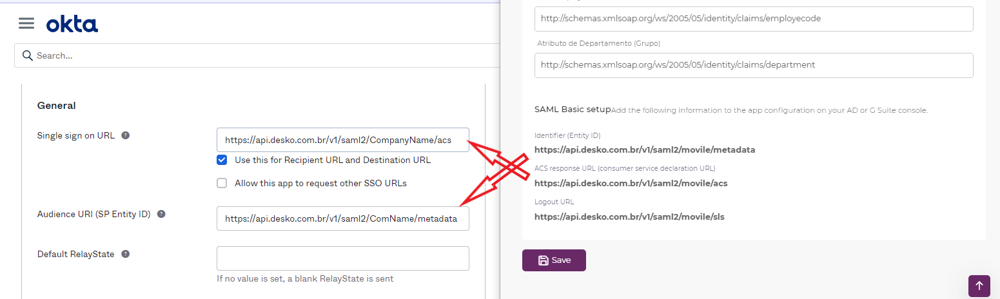 okta
Search...
General
Single sign on URL ?
https://api.desko.com.br/v1/saml2/CompanyName/acs
Use this for Recipient URL and Destination URL
Allow this app to request other SSO URLs
Audience URI (SP Entity ID) ?
https://api.desko.com.br/v1/saml2/ComName/metadata
Default RelayState ?
If no value is set, a blank RelayState is sent
http://schemas.xmlsoap.org/ws/2005/05/identity/claims/employecode
Atributo de Departamento (Grupo)
http://schemas.xmlsoap.org/ws/2005/05/identity/claims/department
SAML Basic setupAdd the following information to the app configuration on your AD or G Suite console.
Identifier (Entity ID)
https://api.desko.com.br/v1/saml2/movile/metadata
ACS response URL (consumer service declaration URL)
https://api.desko.com.br/v1/saml2/movile/acs
Logout URL
https://api.desko.com.br/v1/saml2/movile/sls
Save